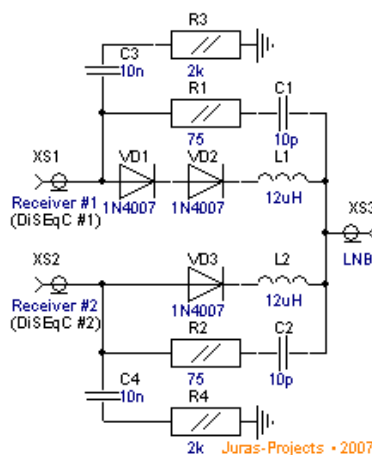 R3
C3
10n
2k
R1
C1
75
10p
XS1
VD1
VD2
L1
Receiver #1
1N4007
1N4007
12uH
(DiSEqC #1)
XS3
XS2
VD3
L2
LNB
Receiver #2
1N4007
12uH
(DiSEqC #2)
R2
C2
C4
10n
75
10p
R4
2k
Juras-Projects • 2007